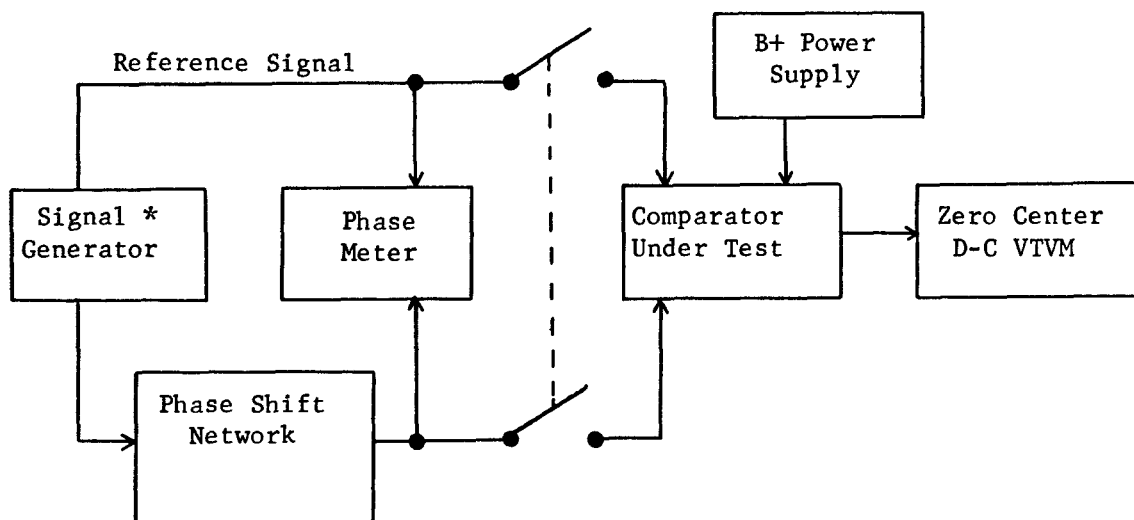 Reference Signal
B+ Power
Supply
Signal *
Generator
Phase
Meter
Comparator
Under Test
Zero Center
D-C VTVM
Phase Shift
Network